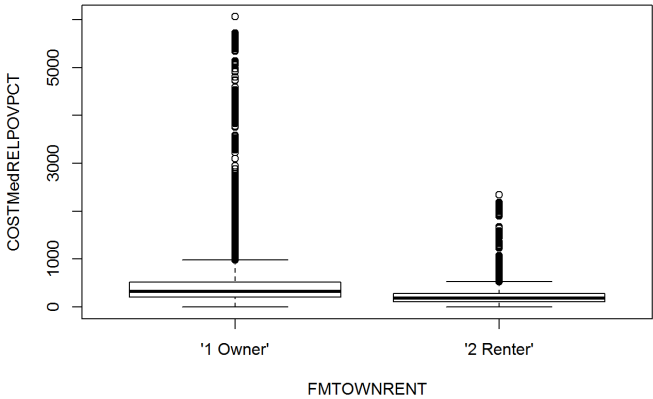 COSTMedRELPOVPCT
5000
3000
1000
0
'1 Owner'
'2 Renter'
FMTOWNRENT